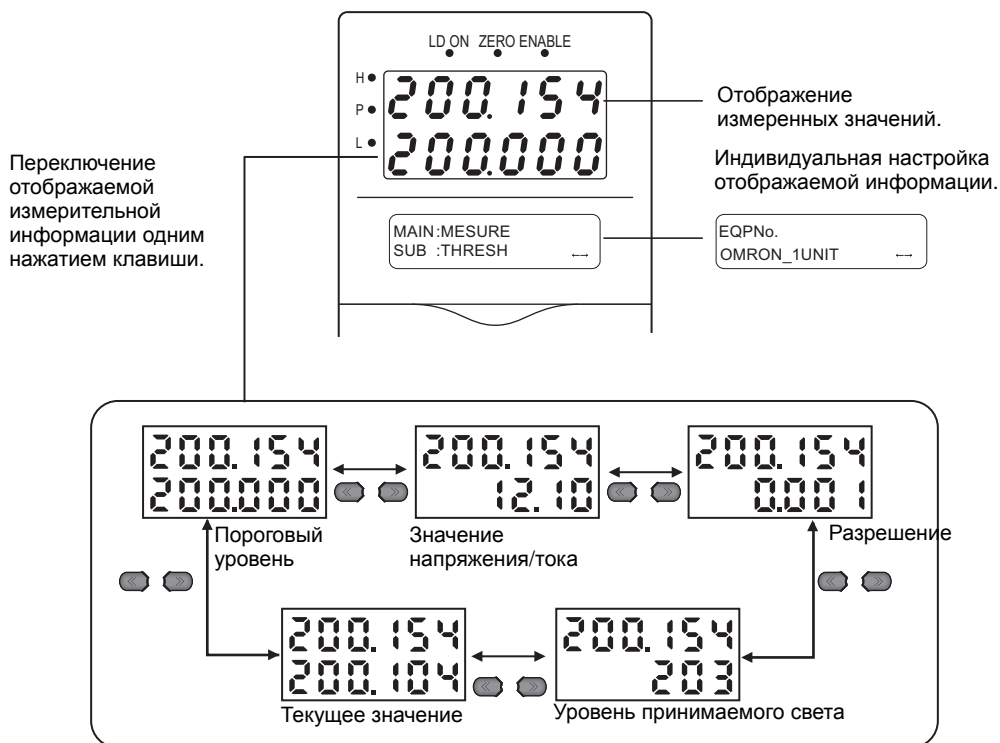 LD ON ZERO ENABLE
H
200.154
P
L
200.000
Отображение
измеренных значений.
Индивидуальная настройка
отображаемой информации.
Переключение
отображаемой
измерительной
информации одним
нажатием клавиши.
MAIN:MESURE
SUB :THRESH ←→
EQPNo.
OMRON_1UNIT ←→
200.154
200.000
Пороговый
уровень
200.154
12.10
Значение
напряжения/тока
200.154
0.001
Разрешение
200.154
200.104
Текущее значение
200.154
203
Уровень принимаемого света